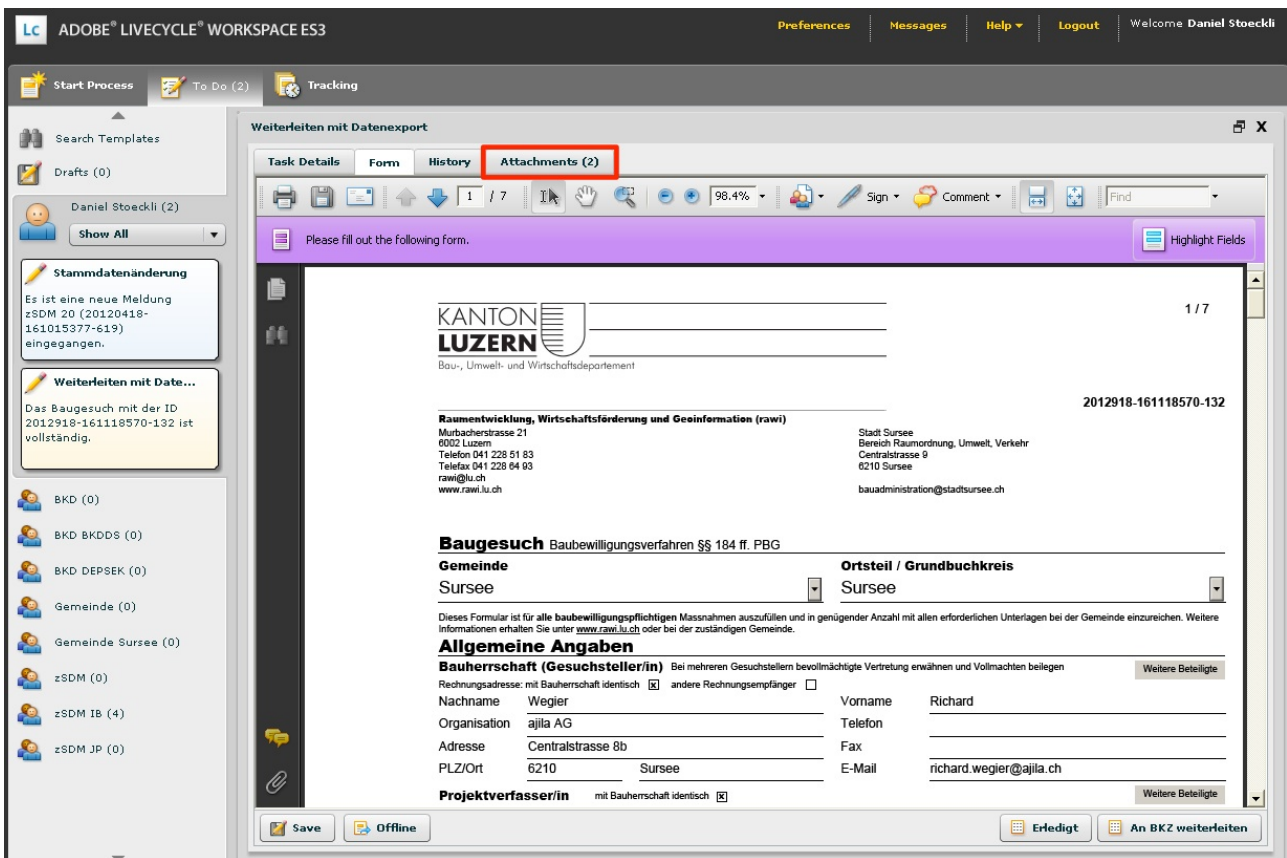 Lc ADOBE® LIVECYCLE® WORKSPACE ES3
Preferences Messages Help Logout Welcome Daniel Stoeckli
Start Process To Do (2) Tracking
Search Templates
Drafts (0)
Daniel Stoeckli (2)
Show All
Stammdatenänderung
Es ist eine neue Meldung
zSDM 20 (20120418-
161015377-619)
eingegangen.
Weiterleiten mit Date...
Das Baugesuch mit der ID
2012918-161118570-132 ist
vollständig.
BKD (0)
BKD BKDDS (0)
BKD DEPSEK (0)
Gemeinde (0)
Gemeinde Sursee (0)
zSDM (0)
zSDM IB (4)
zSDM JP (0)
Weiterleiten mit Datenexport
Task Details Form History Attachments (2)
1 / 7 98.4% Sign Comment Find
Please fill out the following form. Highlight Fields
1 / 7
KANTON
LUZERN
Bau-, Umwelt- und Wirtschaftsdepartement
2012918-161118570-132
Raumentwicklung, Wirtschaftsförderung und Geoinformation (rawi)
Murbacherstrasse 21
6002 Luzern
Telefon 041 228 51 83
Telefax 041 228 64 93
rawi@lu.ch
www.rawi.lu.ch
Stadt Sursee
Bereich Raumordnung, Umwelt, Verkehr
Centralstrasse 9
6210 Sursee
bauadministration@stadtsursee.ch
Baugesuch Baubewilligungsverfahren §§ 184 ff. PBG
Gemeinde Ortsteil / Grundbuchkreis
Sursee Sursee
Dieses Formular ist für alle baubewilligungspflichtigen Massnahmen auszufüllen und in genügender Anzahl mit allen erforderlichen Unterlagen bei der Gemeinde einzureichen. Weitere
Informationen erhalten Sie unter www.rawi.lu.ch oder bei der zuständigen Gemeinde.
Allgemeine Angaben
Bauherrschaft (Gesuchsteller/in) Bei mehreren Gesuchstellern bevollmächtigte Vertretung erwähnen und Vollmachten beilegen Weitere Beteiligte
Rechnungsadresse: mit Bauherrschaft identisch x andere Rechnungsempfänger
Nachname Wegier Vorname Richard
Organisation ajila AG Telefon
Adresse Centralstrasse 8b Fax
PLZ/Ort 6210 Sursee E-Mail richard.wegier@ajila.ch
Projektverfasser/in mit Bauherrschaft identisch x Weitere Beteiligte
Save Offline Erledigt An BKZ weiterleiten